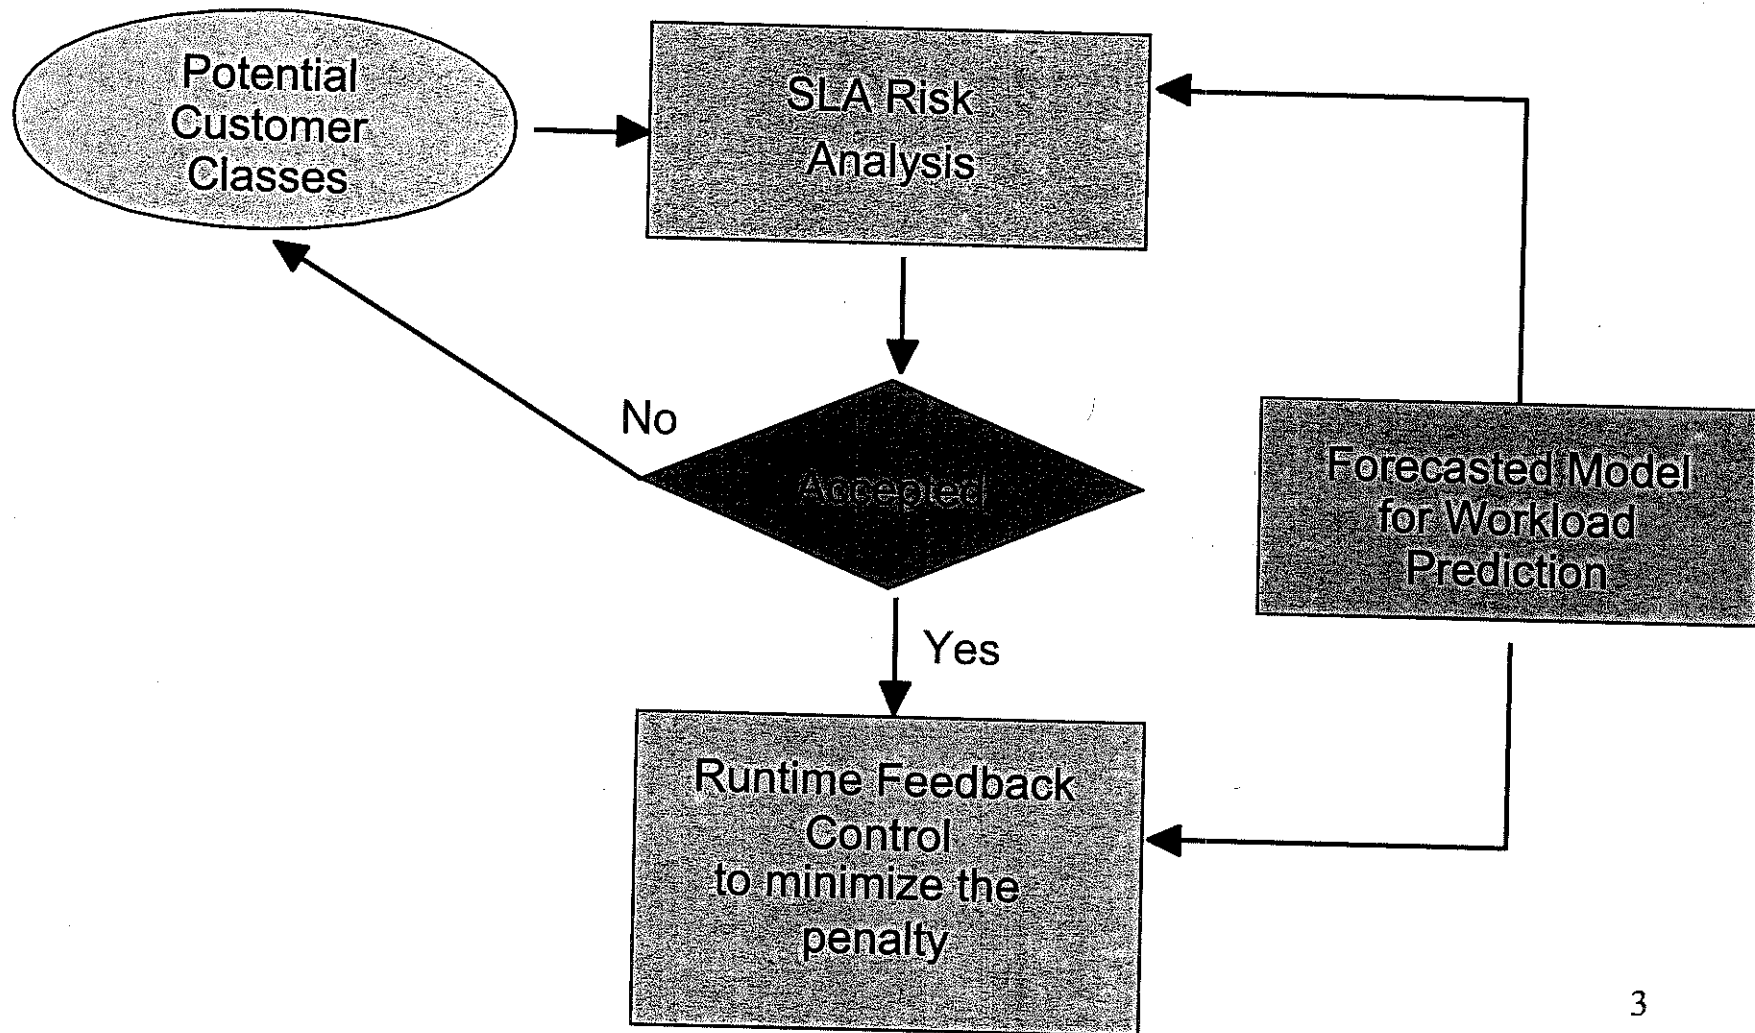 Potential
Customer
Classes
SLA Risk
Analysis
No
Accepted
Forecasted Model
for Workload
Prediction
Yes
Runtime Feedback
Control
to minimize the
penalty
3